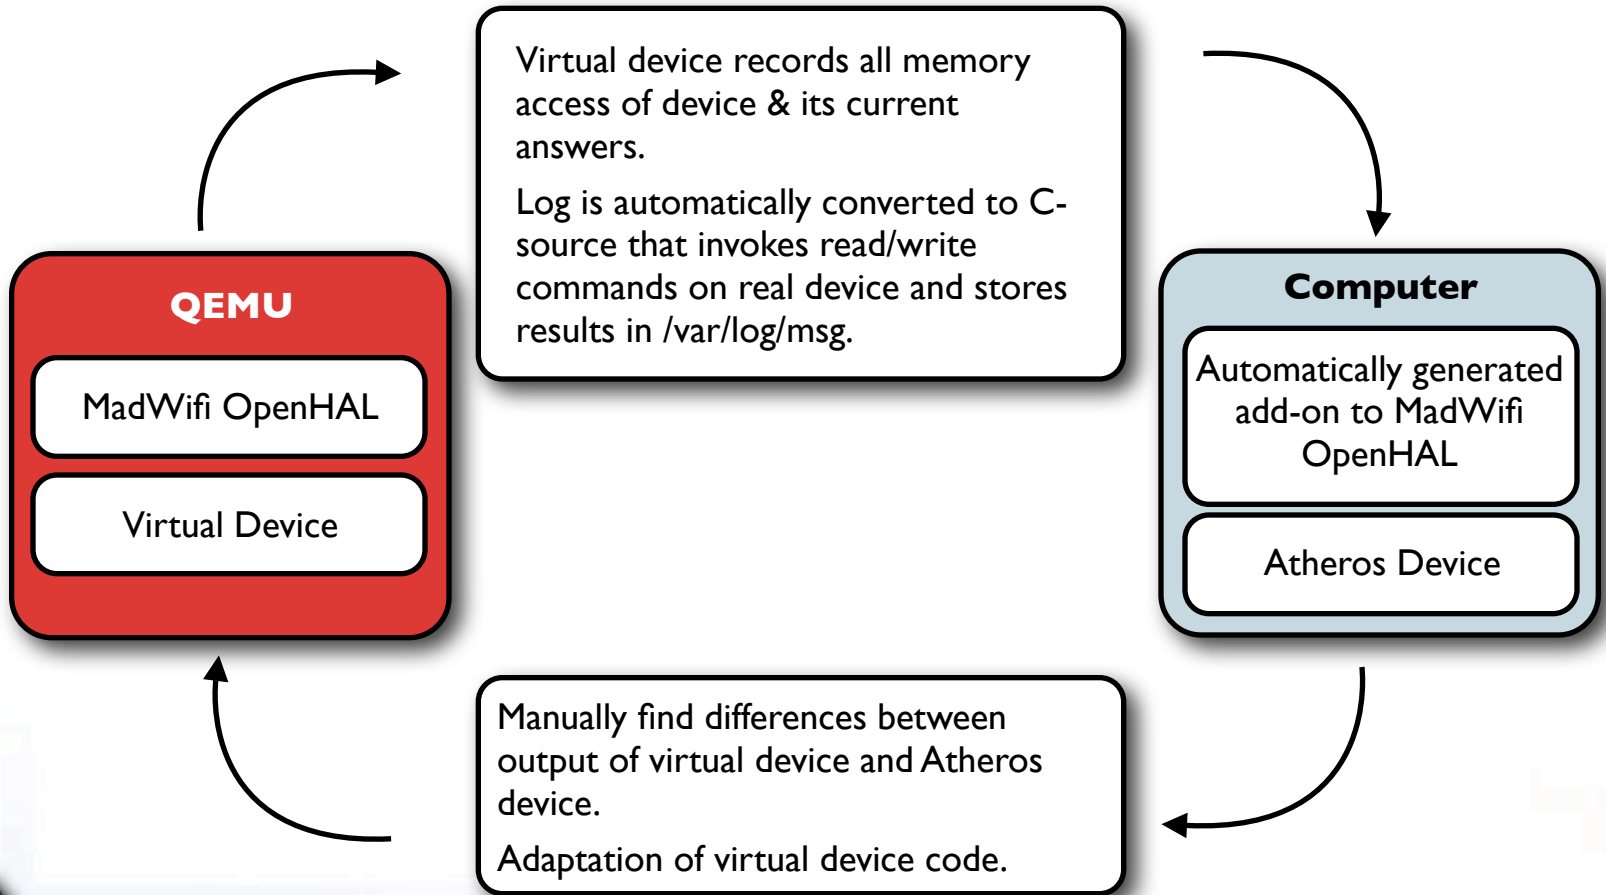 Virtual device records all memory
access of device & its current
answers.
Log is automatically converted to C-
source that invokes read/write
commands on real device and stores
results in /var/log/msg.
QEMU
MadWifi OpenHAL
Virtual Device
Computer
Automatically generated
add-on to MadWifi
OpenHAL
Atheros Device
Manually find differences between
output of virtual device and Atheros
device.
Adaptation of virtual device code.